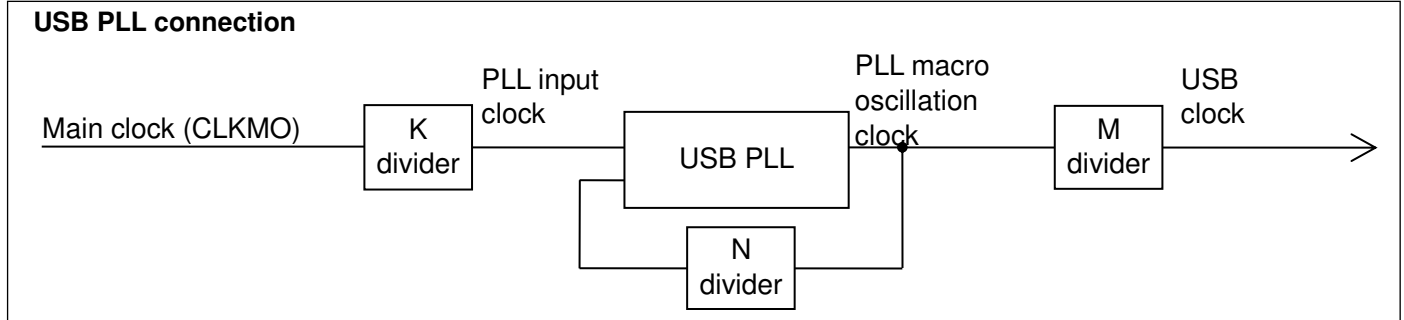 USB PLL connection
Main clock (CLKMO)
K
divider
PLL input
clock
USB PLL
PLL macro
oscillation
clock
M
divider
USB
clock
N
divider